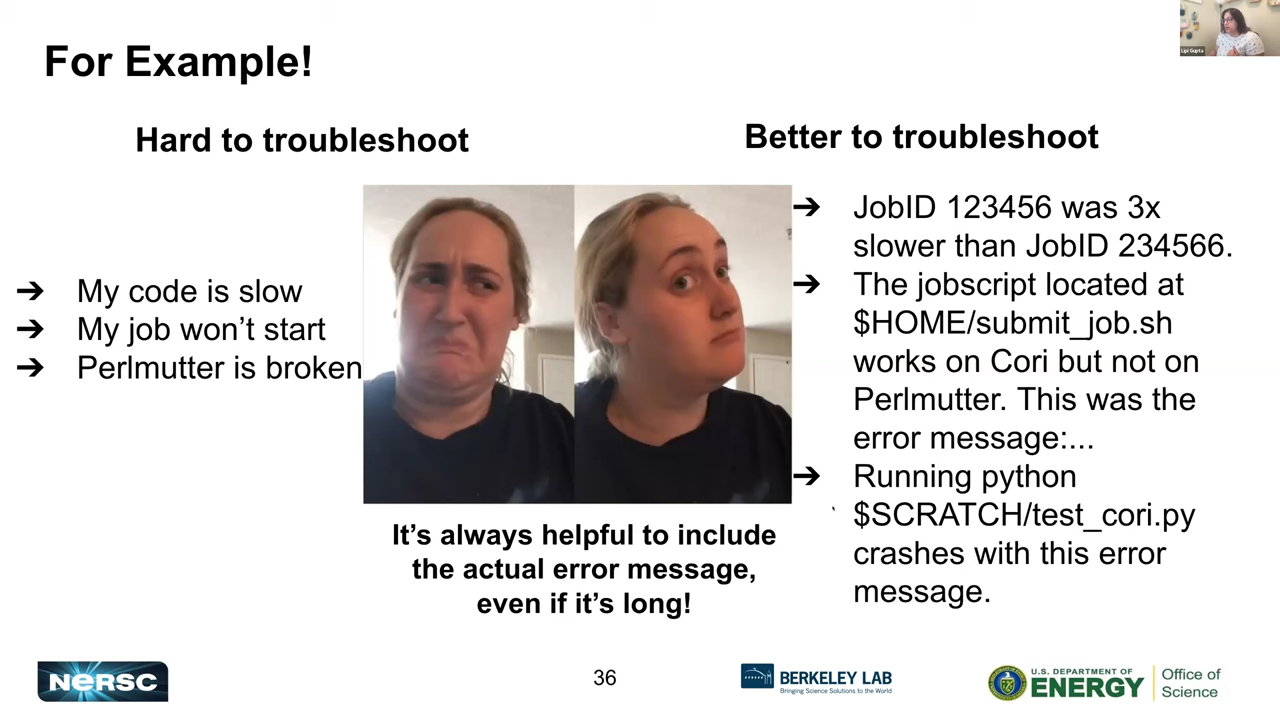 For Example!
Lipi Gupta
Hard to troubleshoot
➔ My code is slow
➔ My job won’t start
➔ Perlmutter is broken
It’s always helpful to include
the actual error message,
even if it’s long!
Better to troubleshoot
➔ JobID 123456 was 3x
slower than JobID 234566.
➔ The jobscript located at
$HOME/submit_job.sh
works on Cori but not on
Perlmutter. This was the
error message:...
➔ Running python
$SCRATCH/test_cori.py
crashes with this error
message.
NERSC
36
BERKELEY LAB
Bringing Science Solutions to the World
U.S. DEPARTMENT OF
ENERGY
Office of
Science